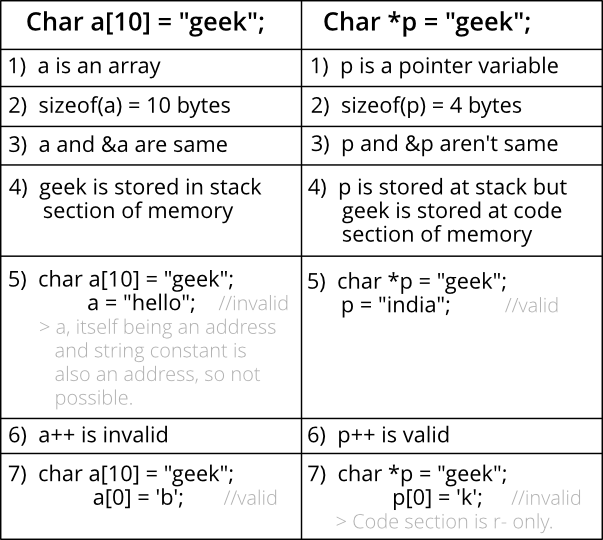 Char a[10] = "geek";
Char *p = "geek";
1) a is an array
1) p is a pointer variable
2) sizeof(a) = 10 bytes
2) sizeof(p) = 4 bytes
3) a and &a are same
3) p and &p aren't same
4) geek is stored in stack
section of memory
4) p is stored at stack but
geek is stored at code
section of memory
5) char a[10] = "geek";
a = "hello"; //invalid
> a, itself being an address
and string constant is
also an address, so not
possible.
5) char *p = "geek";
p = "india"; //valid
6) a++ is invalid
6) p++ is valid
7) char a[10] = "geek";
a[0] = 'b'; //valid
7) char *p = "geek";
p[0] = 'k'; //invalid
> Code section is r- only.